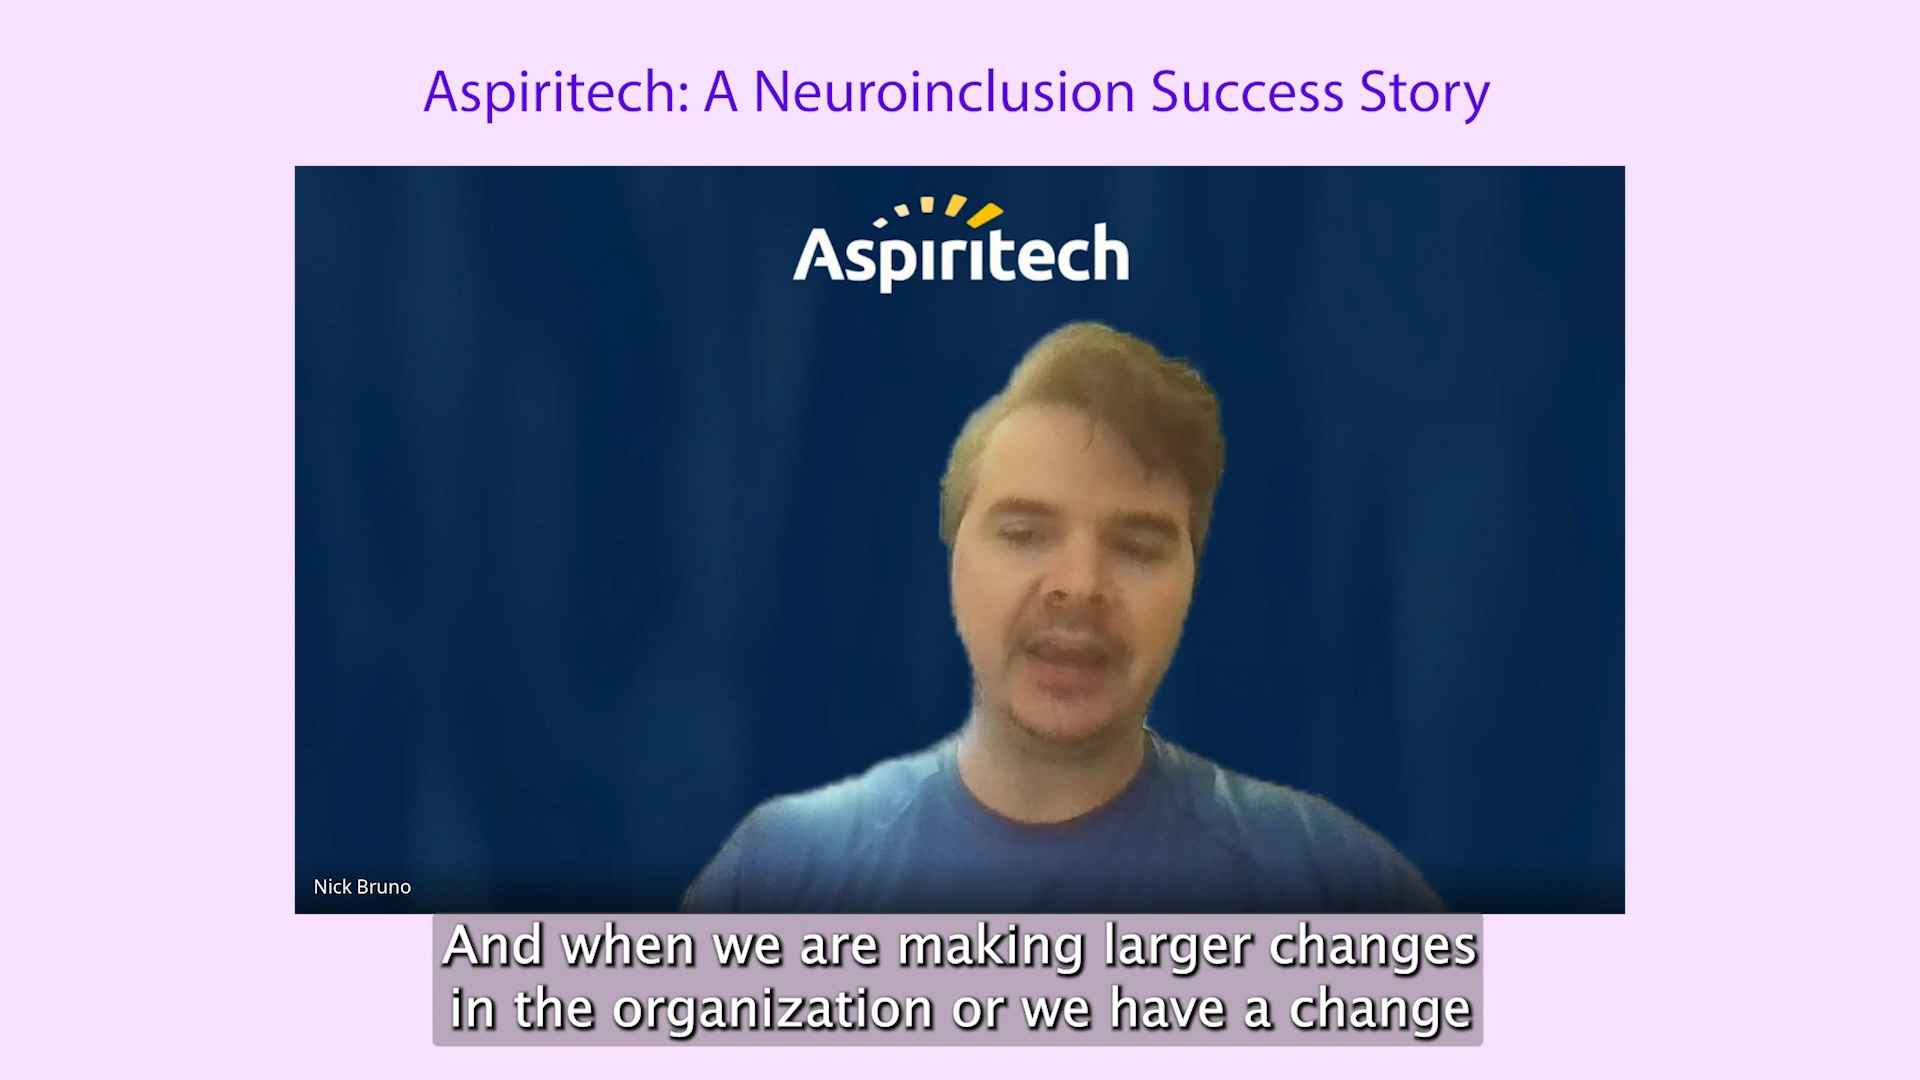 Aspiritech: A Neuroinclusion Success Story
Aspiritech
Nick Bruno
And when we are making larger changes
in the organization or we have a change